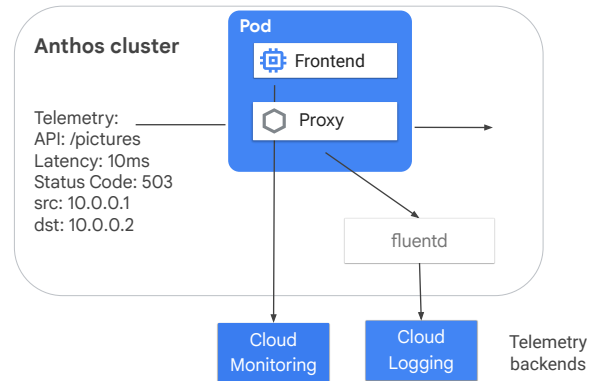 Anthos cluster
Pod
Frontend
Proxy
Telemetry:
API: /pictures
Latency: 10ms
Status Code: 503
src: 10.0.0.1
dst: 10.0.0.2
fluentd
Cloud
Monitoring
Cloud
Logging
Telemetry
backends